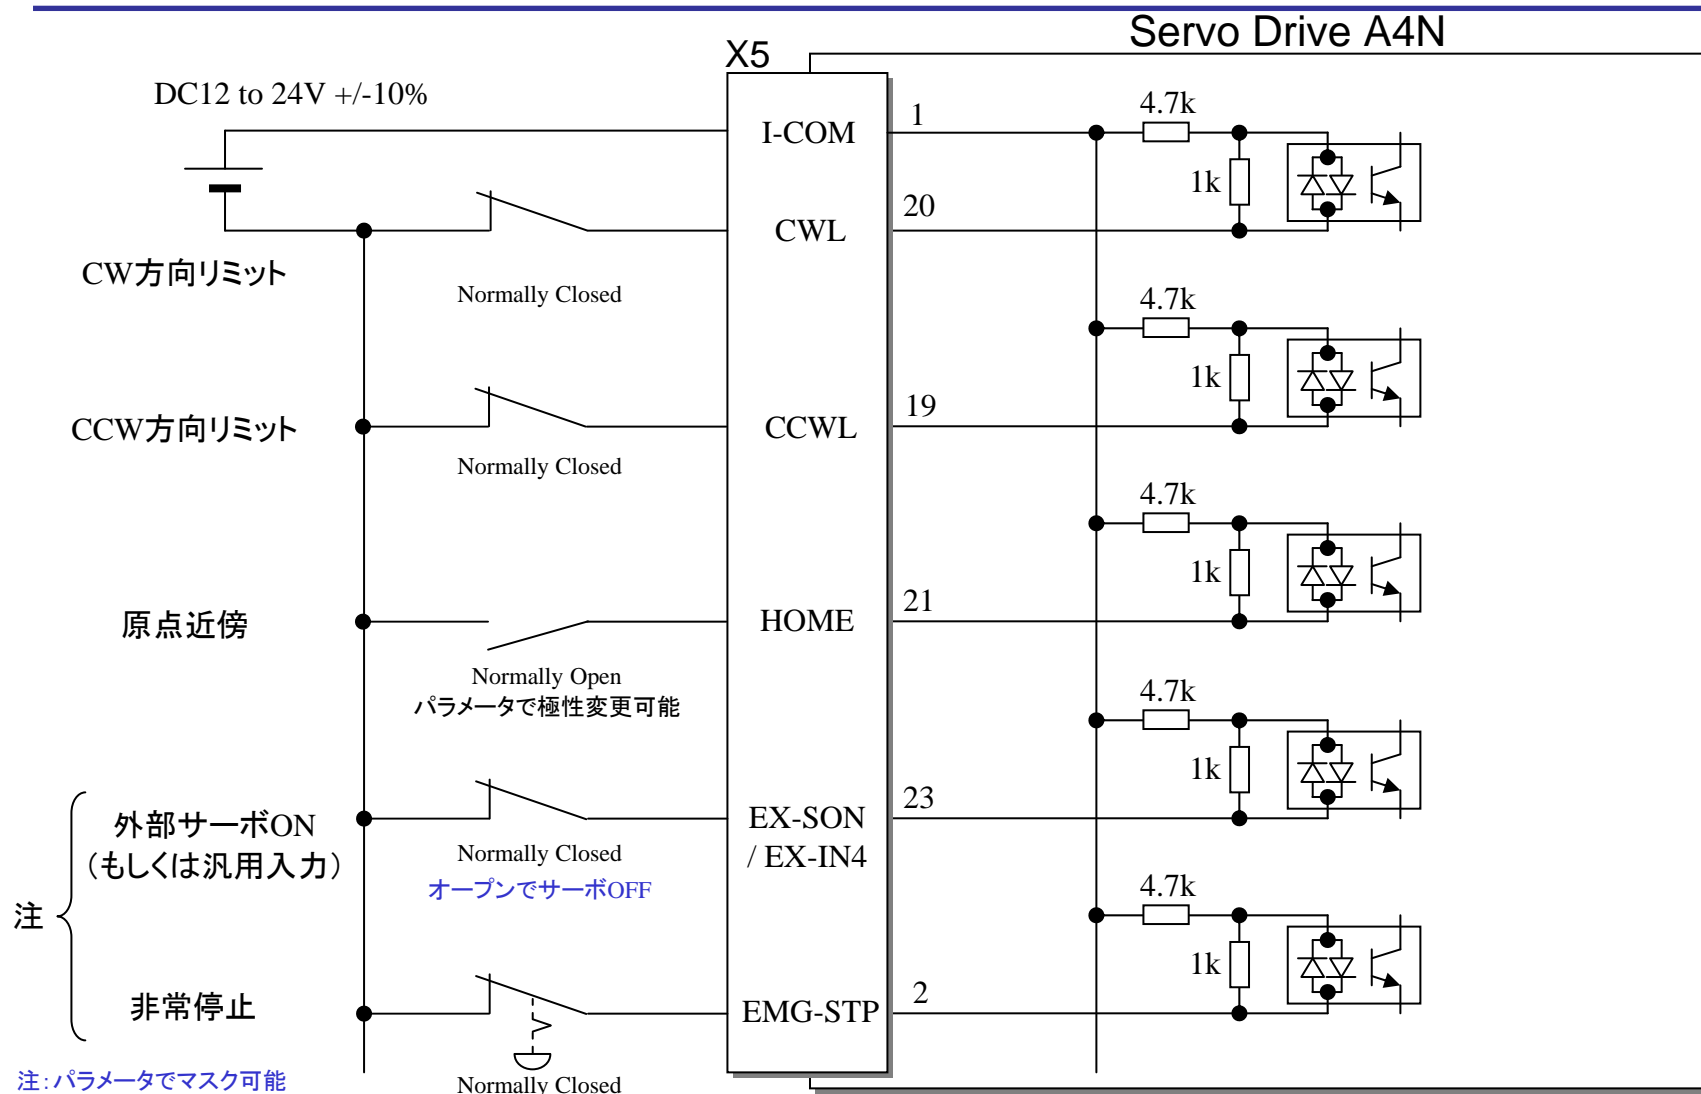 Servo Drive A4N
X5
DC12 to 24V +/-10%
I-COM
1
4.7k
1k
CWL
20
CW方向リミット
Normally Closed
4.7k
1k
CCWL
19
CCW方向リミット
Normally Closed
4.7k
1k
原点近傍
HOME
21
Normally Open
パラメータで極性変更可能
4.7k
1k
外部サーボON
（もしくは汎用入力）
EX-SON
/ EX-IN4
23
Normally Closed
オープンでサーボOFF
注
4.7k
1k
非常停止
EMG-STP
2
Normally Closed
注：パラメータでマスク可能